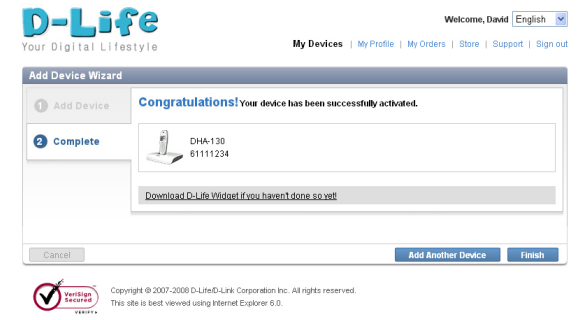 D-Life
Your Digital Lifestyle
Welcome, David English
My Devices | My Profile | My Orders | Store | Support | Sign out
Add Device Wizard
1 Add Device
2 Complete
Congratulations! Your device has been successfully activated.
DHA-130
61111234
Download D-Life Widget if you haven't done so yet!
Cancel
Add Another Device
Finish
VeriSign
Secured
VERIFY
Copyright © 2007-2008 D-Life/D-Link Corporation Inc. All rights reserved.
This site is best viewed using Internet Explorer 6.0.